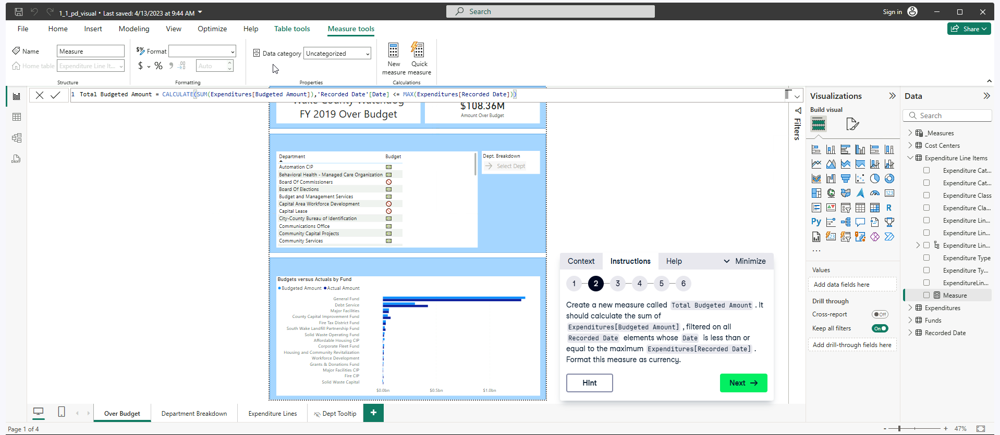 1_1_pd_visual • Last saved: 4/13/2023 at 9:44 AM
Search
Sign in
File Home Insert Modeling View Optimize Help Table tools Measure tools
Share
Name Measure
Home table Expenditure Line It...
Structure
$% Format
$ % Auto
Formatting
Data category Uncategorized
Properties
New measure
Quick measure
Calculations
1 Total Budgeted Amount = CALCULATE(SUM(Expenditures[Budgeted Amount]),'Recorded Date'[Date] <= MAX(Expenditures[Recorded Date]))
Wake County Watchdog
FY 2019 Over Budget
$108.36M
Amount Over Budget
Department Budget
Automation CIP
Behavioral Health - Managed Care Organization
Board Of Commissioners
Board Of Elections
Budget and Management Services
Capital Area Workforce Development
Capital Lease
City-County Bureau of Identification
Communications Office
Community Capital Projects
Community Services
Dept. Breakdown
Select Dept
Budgets versus Actuals by Fund
Budgeted Amount Actual Amount
General Fund
Debt Service
Major Facilities
County Capital Improvement Fund
Fire Tax District Fund
South Wake Landfill Partnership Fund
Solid Waste Operating Fund
Affordable Housing CIP
Corporate Fleet Fund
Housing and Community Revitalization
Workforce Development
Grants & Donations Fund
Major Facilities CIP
Fire CIP
Solid Waste Capital
$0.0bn $0.5bn $1.0bn
Context Instructions Help Minimize
1 2 3 4 5 6
Create a new measure called Total Budgeted Amount . It
should calculate the sum of
Expenditures[Budgeted Amount] , filtered on all
Recorded Date elements whose Date is less than or
equal to the maximum Expenditures[Recorded Date] .
Format this measure as currency.
Hint
Next
Filters
Visualizations
Build visual
123
R
Py
123
...
Values
Add data fields here
Drill through
Cross-report Off
Keep all filters On
Add drill-through fields here
Data
Search
_Measures
Cost Centers
Expenditure Line Items
Expenditure Cat...
Expenditure Cat...
Expenditure Class
Expenditure Cla...
Expenditure Lin...
Expenditure Lin...
Expenditure Lin...
Expenditure Type
Expenditure Ty...
ExpenditureLin...
Measure
Expenditures
Funds
Recorded Date
DAX
Over Budget Department Breakdown Expenditure Lines Dept Tooltip +
Page 1 of 4
- + 47%